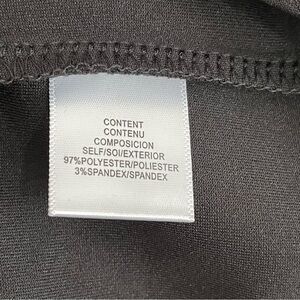 CONTENT
CONTENU
COMPOSICION
SELF/SOI/EXTERIOR
97%POLYESTER/POLIESTER
3%SPANDEX/SPANDEX